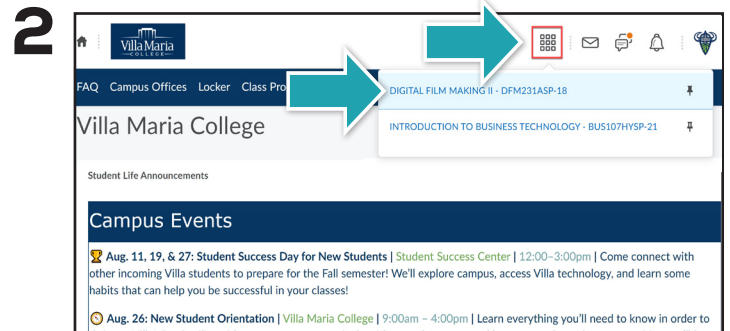 2
Villa Maria
COLLEGE
FAQ Campus Offices Locker Class Pro
DIGITAL FILM MAKING II - DFM231ASP-18
INTRODUCTION TO BUSINESS TECHNOLOGY - BUS107HYSP-21
Villa Maria College
Student Life Announcements
Campus Events
🏆 Aug. 11, 19, & 27: Student Success Day for New Students | Student Success Center | 12:00–3:00pm | Come connect with
other incoming Villa students to prepare for the Fall semester! We'll explore campus, access Villa technology, and learn some
habits that can help you be successful in your classes!
🕓 Aug. 26: New Student Orientation | Villa Maria College | 9:00am – 4:00pm | Learn everything you'll need to know in order to